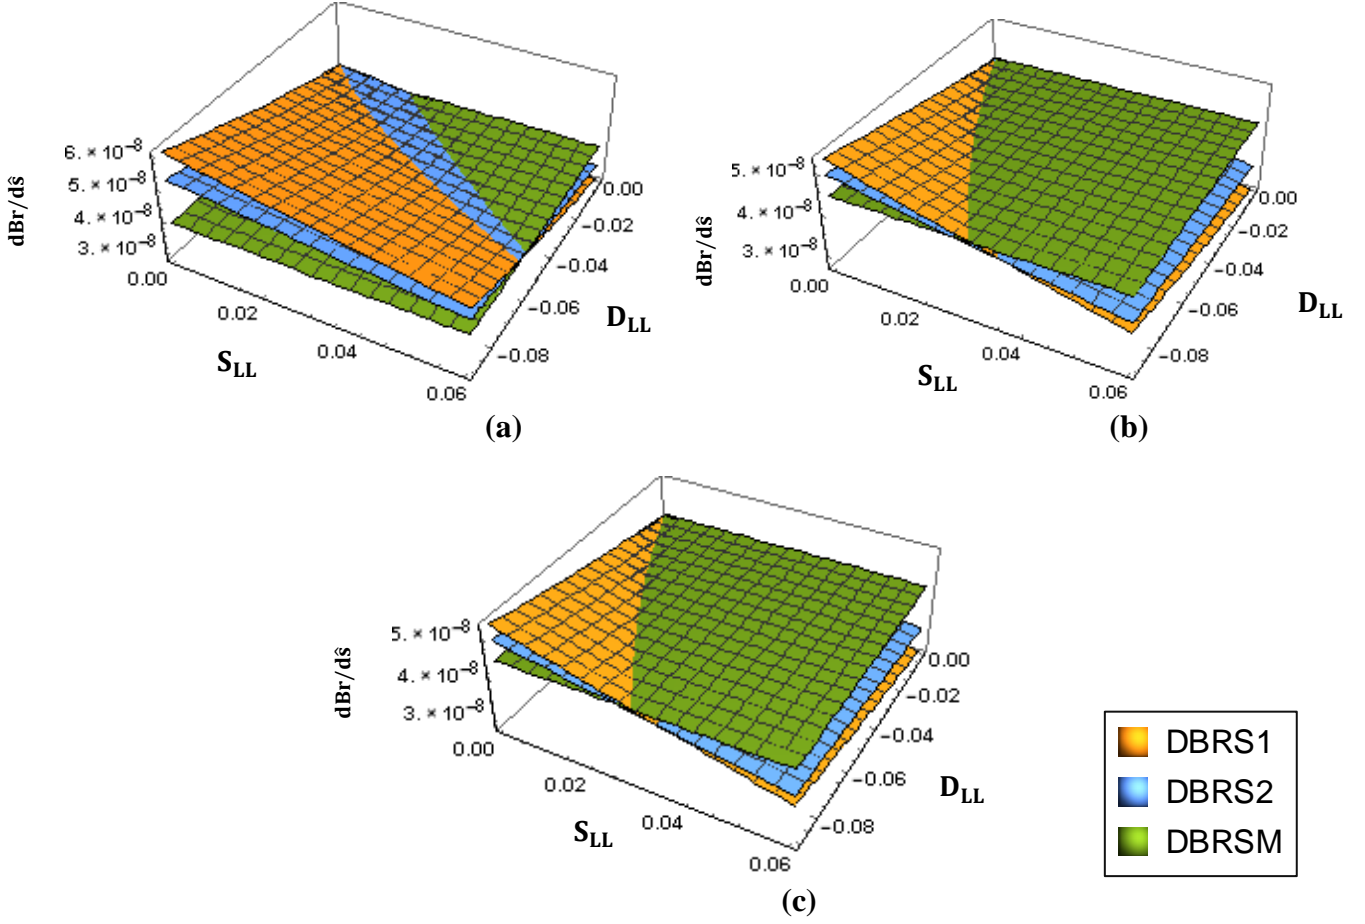 dBr/dŝ
6. × 10⁻⁸
5. × 10⁻⁸
4. × 10⁻⁸
3. × 10⁻⁸
0.00
0.02
0.04
0.06
S_LL
0.00
−0.02
−0.04
−0.06
−0.08
D_LL
(a)
dBr/dŝ
5. × 10⁻⁸
4. × 10⁻⁸
3. × 10⁻⁸
0.00
0.02
0.04
0.06
S_LL
0.00
−0.02
−0.04
−0.06
−0.08
D_LL
(b)
dBr/dŝ
5. × 10⁻⁸
4. × 10⁻⁸
3. × 10⁻⁸
0.00
0.02
0.04
0.06
S_LL
0.00
−0.02
−0.04
−0.06
−0.08
D_LL
(c)
DBRS1
DBRS2
DBRSM